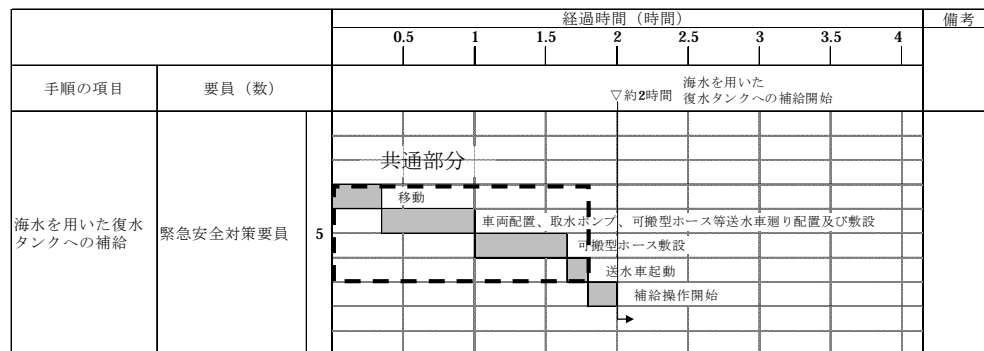 経過時間（時間）
備考
0.5 1 1.5 2 2.5 3 3.5 4
手順の項目
要員（数）
▽約2時間
海水を用いた
復水タンクへの補給開始
共通部分
移動
海水を用いた復水
タンクへの補給
緊急安全対策要員
5
車両配置、取水ポンプ、可搬型ホース等送水車廻り配置及び敷設
可搬型ホース敷設
送水車起動
補給操作開始